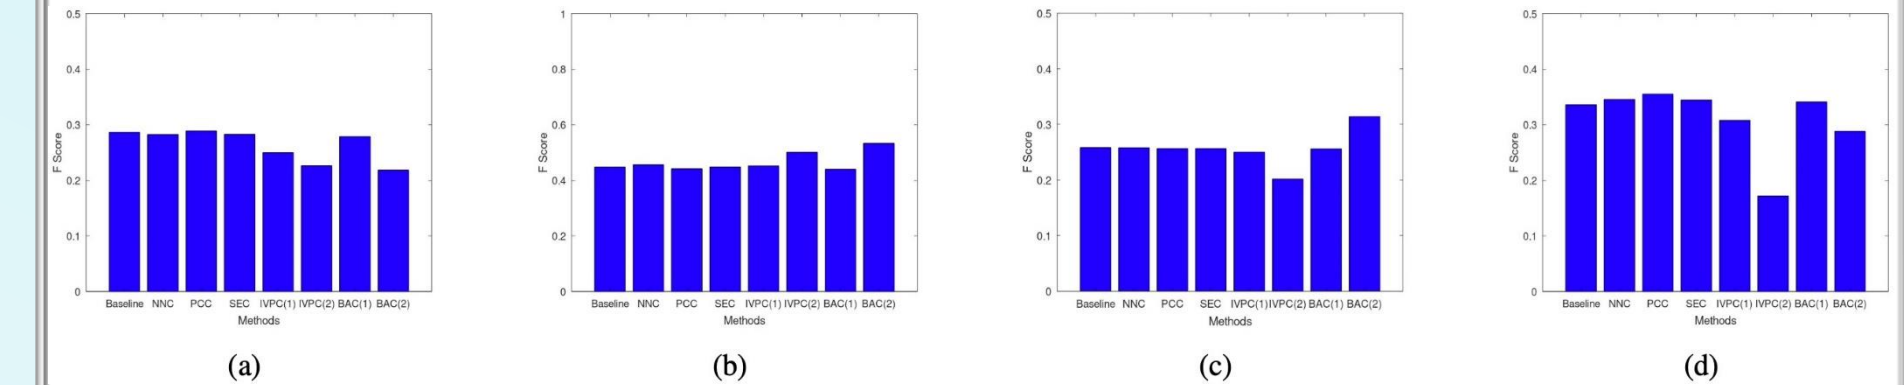 0.5
0.4
0.3
0.2
0.1
0
F Score
Baseline NNC PCC SEC IVPC(1) IVPC(2) BAC(1) BAC(2)
Methods
(a)
1
0.8
0.6
0.4
0.2
0
F Score
Baseline NNC PCC SEC IVPC(1) IVPC(2) BAC(1) BAC(2)
Methods
(b)
0.5
0.4
0.3
0.2
0.1
0
F Score
Baseline NNC PCC SEC IVPC(1) IVPC(2) BAC(1) BAC(2)
Methods
(c)
0.5
0.4
0.3
0.2
0.1
0
F Score
Baseline NNC PCC SEC IVPC(1) IVPC(2) BAC(1) BAC(2)
Methods
(d)